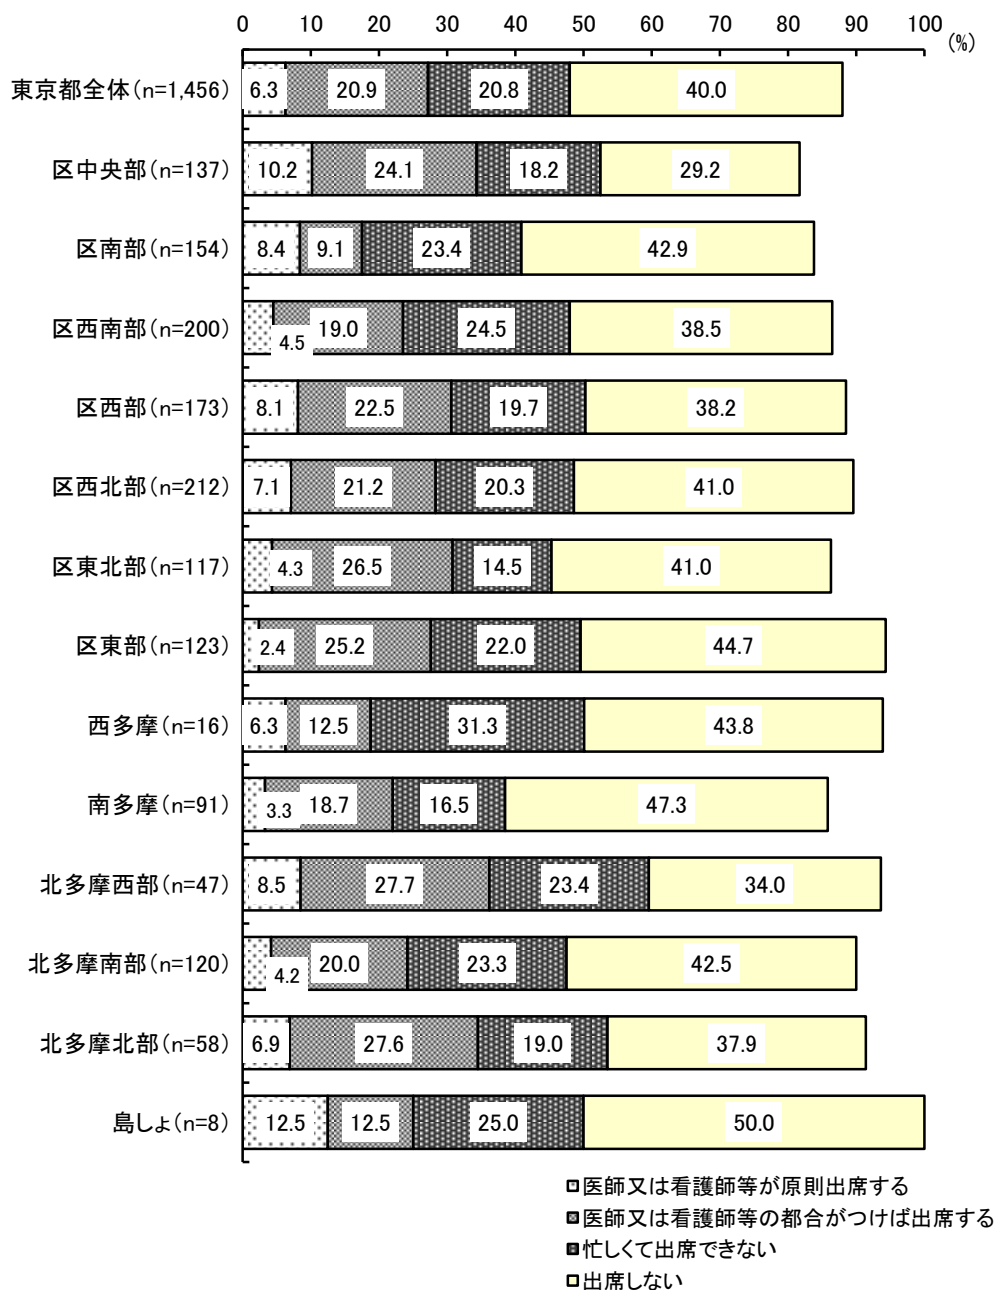 0 10 20 30 40 50 60 70 80 90 100
(%)
東京都全体(n=1,456) 6.3 20.9 20.8 40.0
区中央部(n=137) 10.2 24.1 18.2 29.2
区南部(n=154) 8.4 9.1 23.4 42.9
区西南部(n=200) 4.5 19.0 24.5 38.5
区西部(n=173) 8.1 22.5 19.7 38.2
区西北部(n=212) 7.1 21.2 20.3 41.0
区東北部(n=117) 4.3 26.5 14.5 41.0
区東部(n=123) 2.4 25.2 22.0 44.7
西多摩(n=16) 6.3 12.5 31.3 43.8
南多摩(n=91) 3.3 18.7 16.5 47.3
北多摩西部(n=47) 8.5 27.7 23.4 34.0
北多摩南部(n=120) 4.2 20.0 23.3 42.5
北多摩北部(n=58) 6.9 27.6 19.0 37.9
島しょ(n=8) 12.5 12.5 25.0 50.0
医師又は看護師等が原則出席する
医師又は看護師等の都合がつけば出席する
忙しくて出席できない
出席しない